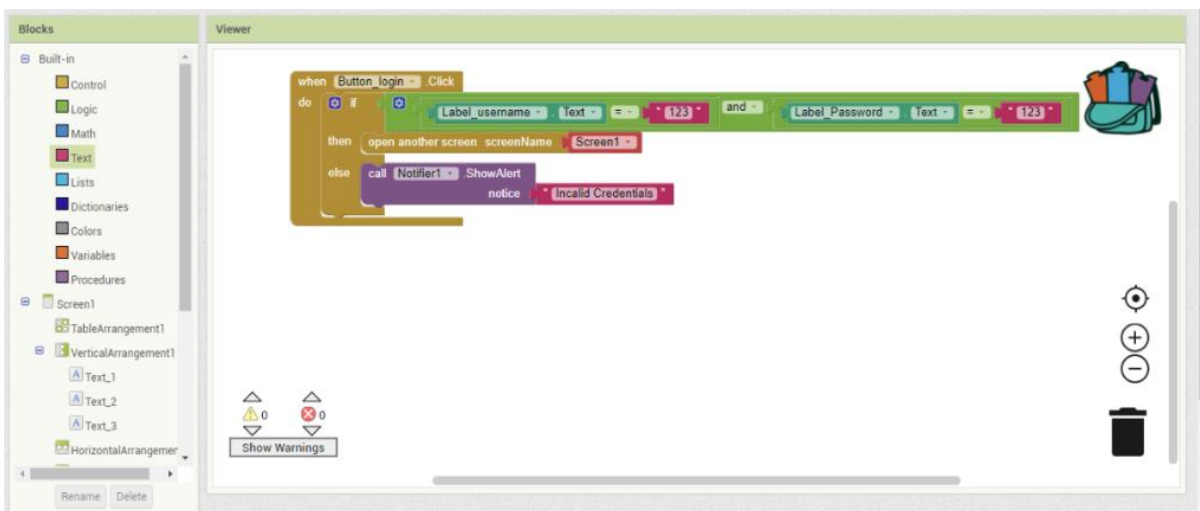 Blocks
Viewer
Built-in
Control
Logic
Math
Text
Lists
Dictionaries
Colors
Variables
Procedures
Screen1
TableArrangement1
VerticalArrangement1
Text_1
Text_2
Text_3
HorizontalArrangemer
Rename Delete
when Button_login .Click
do if Label_username . Text = " 123 " and Label_Password . Text = " 123 "
then open another screen screenName Screen1
else call Notifier1 .ShowAlert
notice " Incalid Credentials "
0 0
Show Warnings